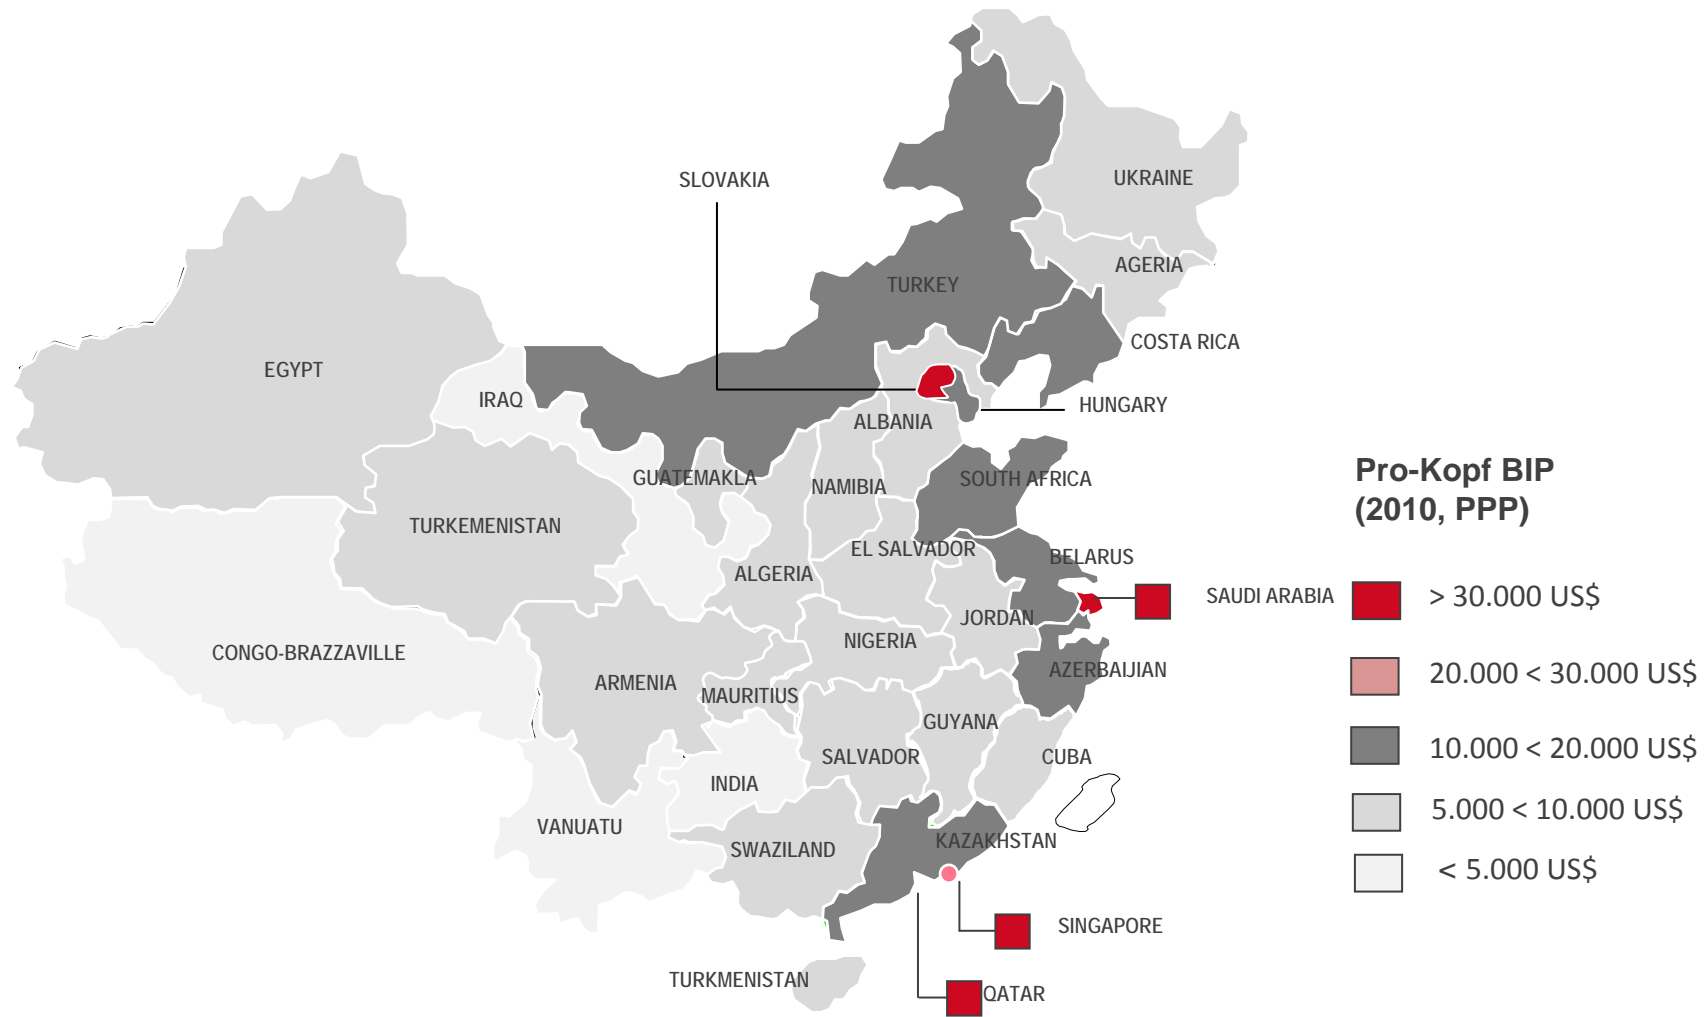 SLOVAKIA
UKRAINE
AGERIA
TURKEY
COSTA RICA
EGYPT
IRAQ
HUNGARY
ALBANIA
GUATEMAKLA
NAMIBIA
SOUTH AFRICA
TURKEMENISTAN
EL SALVADOR
BELARUS
ALGERIA
SAUDI ARABIA
JORDAN
NIGERIA
CONGO-BRAZZAVILLE
ARMENIA
MAURITIUS
AZERBAIJIAN
GUYANA
SALVADOR
CUBA
INDIA
VANUATU
SWAZILAND
KAZAKHSTAN
SINGAPORE
TURKMENISTAN
QATAR
Pro-Kopf BIP
(2010, PPP)
> 30.000 US$
20.000 < 30.000 US$
10.000 < 20.000 US$
5.000 < 10.000 US$
< 5.000 US$